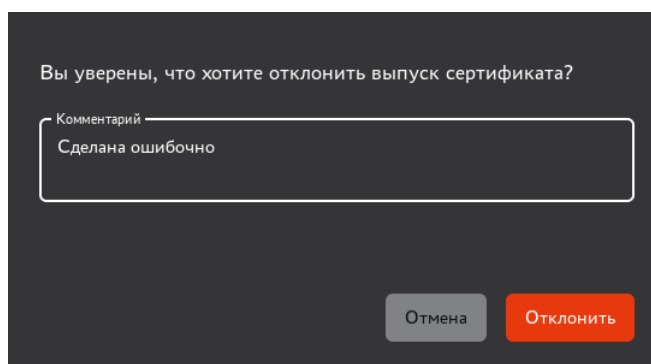 Вы уверены, что хотите отклонить выпуск сертификата?
Комментарий
Сделана ошибочно
Отмена
Отклонить